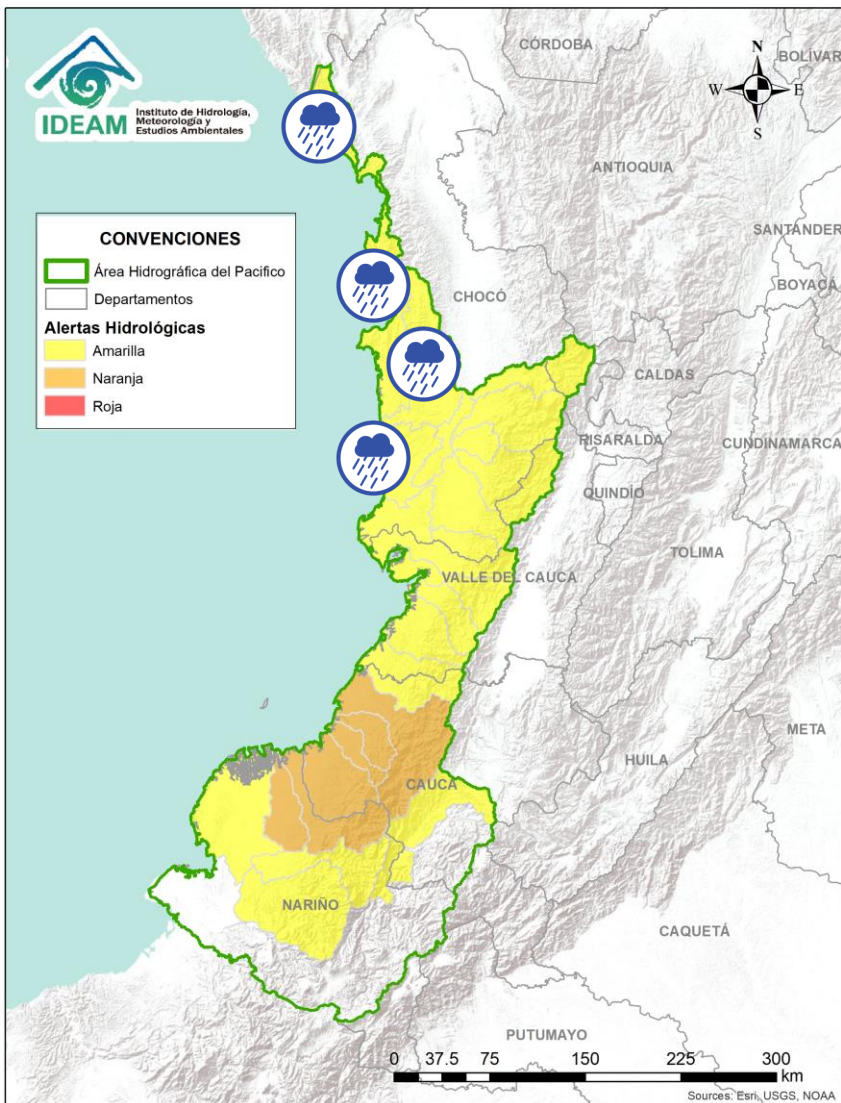 IDEAM
Instituto de Hidrología,
Meteorología y
Estudios Ambientales
CONVENCIONES
Área Hidrográfica del Pacifico
Departamentos
Alertas Hidrológicas
Amarilla
Naranja
Roja
N
W
E
S
CÓRDOBA
BOLÍVAR
ANTIOQUIA
SANTANDER
BOYACÁ
CHOCÓ
CALDAS
RISARALDA
CUNDINAMARCA
QUINDÍO
TOLIMA
VALLE DEL CAUCA
META
HUILA
CAUCA
NARIÑO
CAQUETÁ
PUTUMAYO
0 37.5 75 150 225 300
km
Sources: Esri, USGS, NOAA